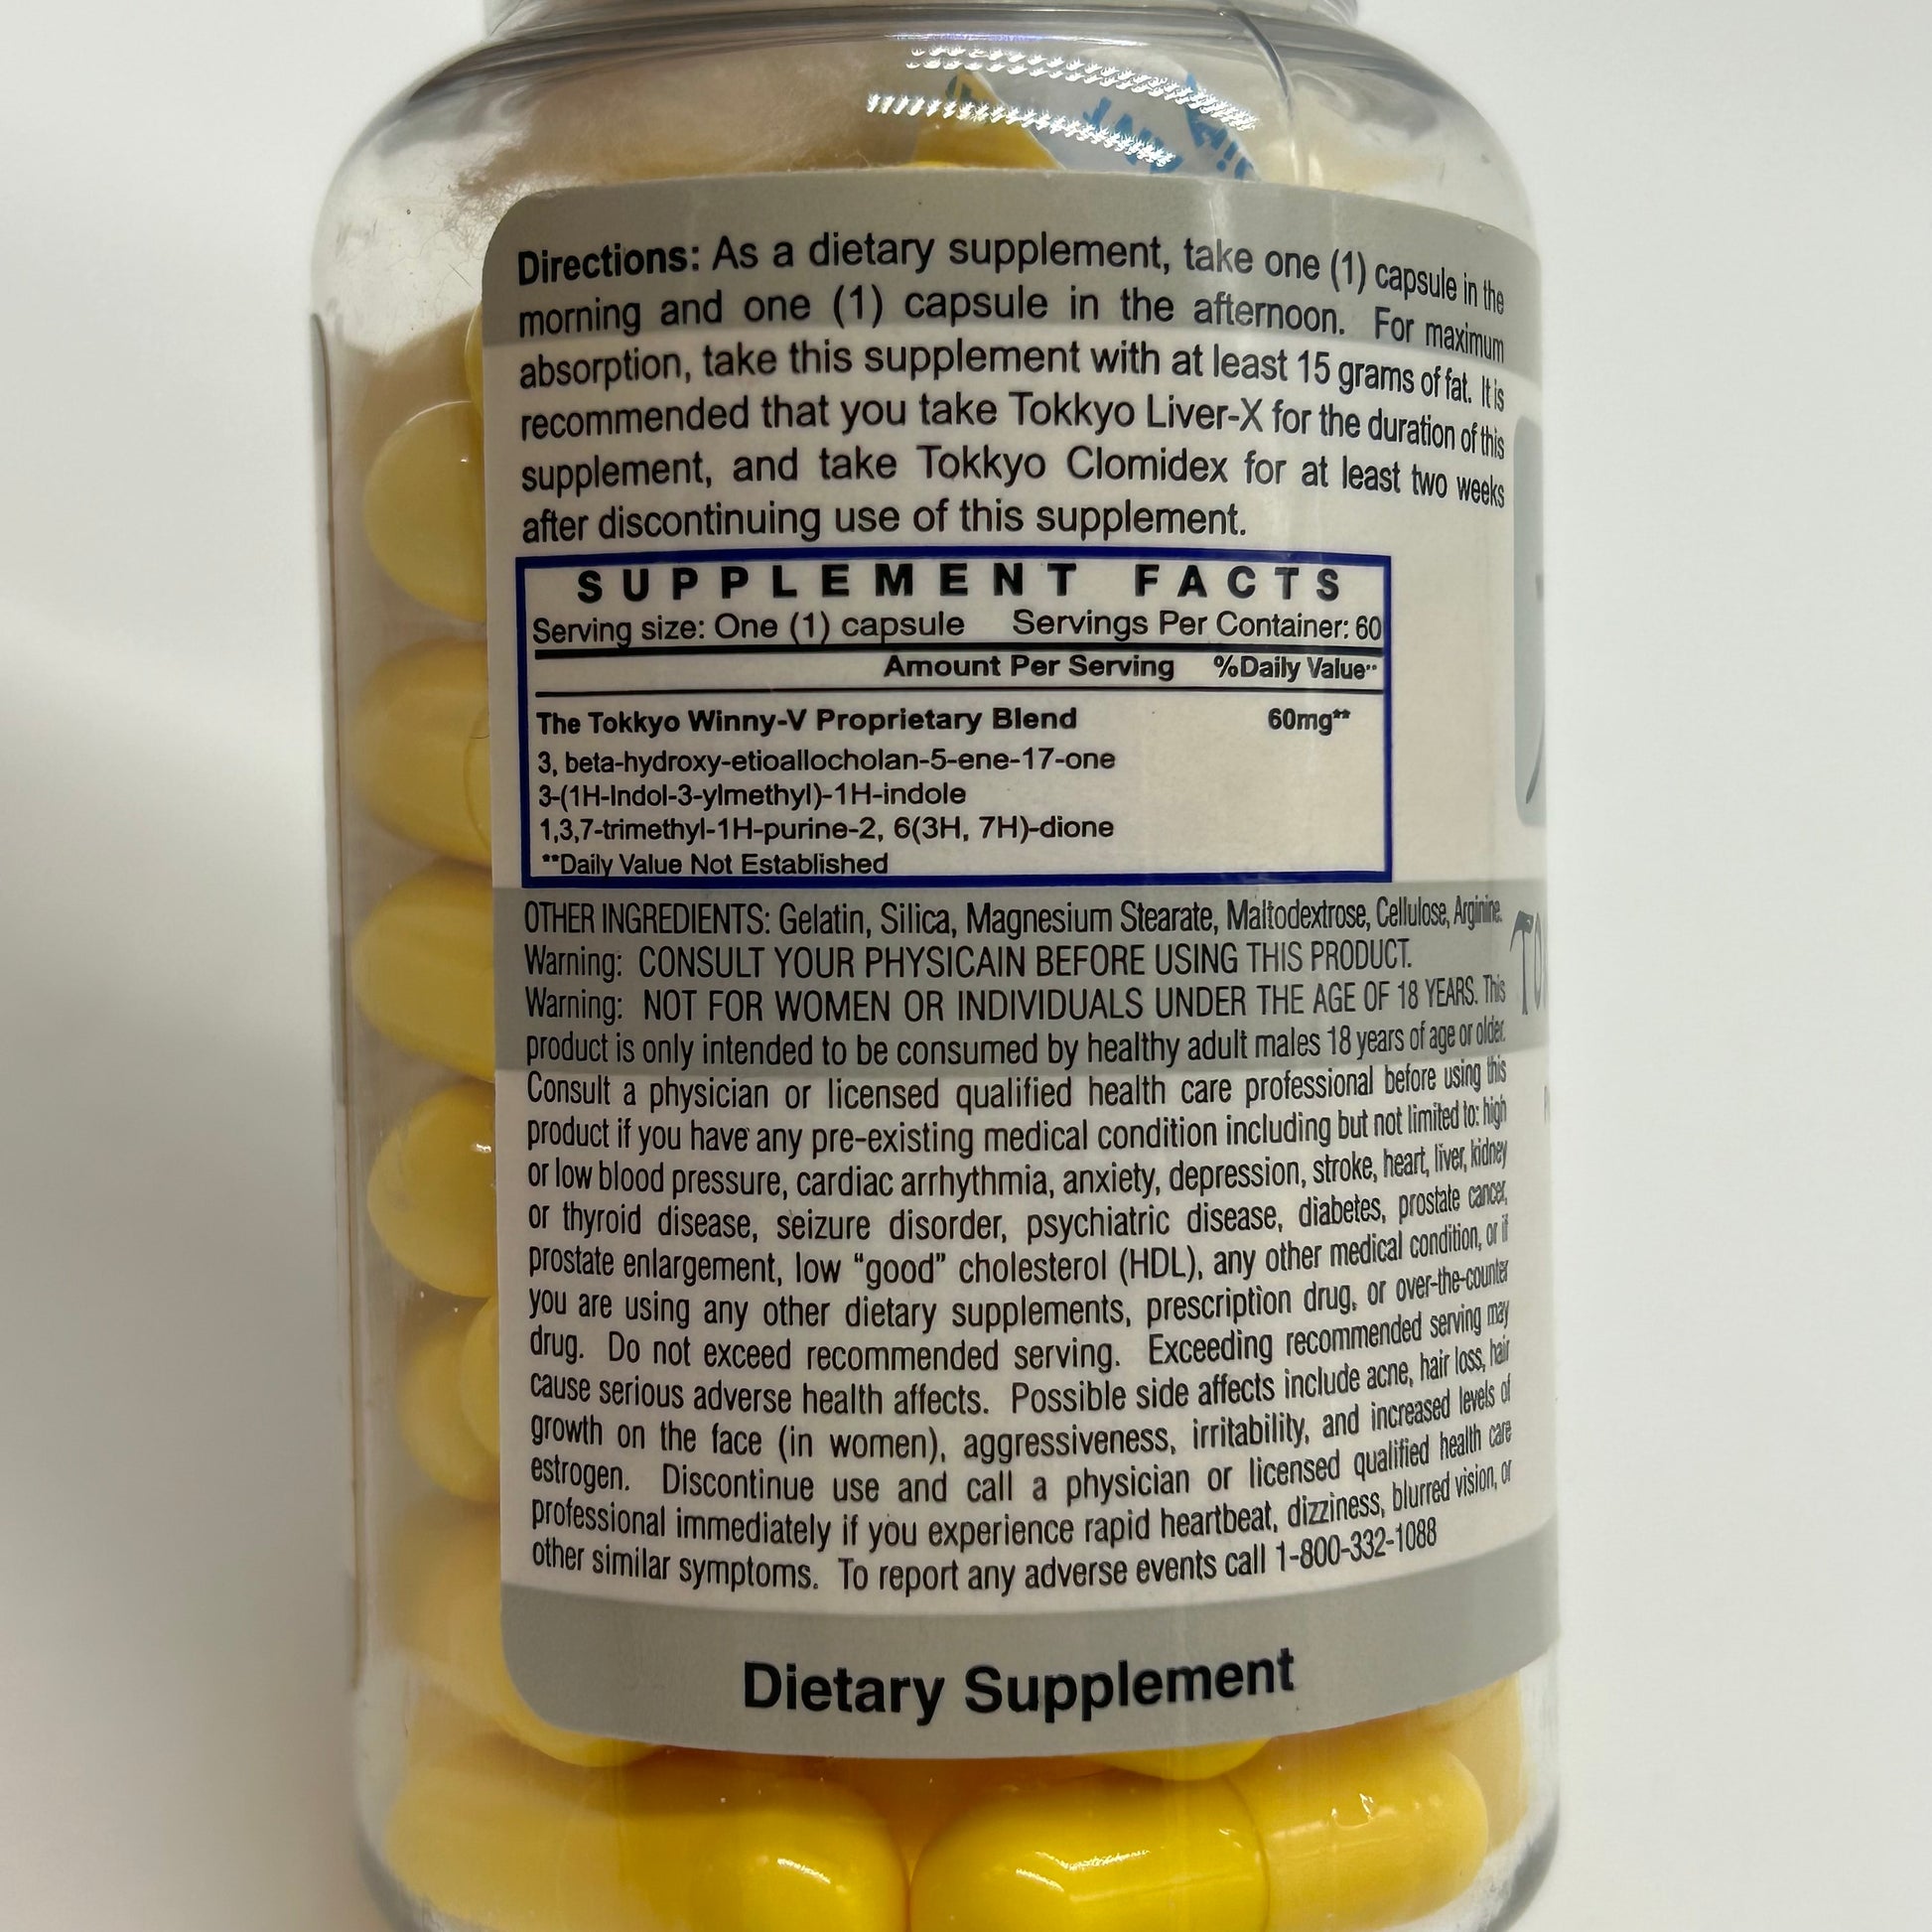 Directions: As a dietary supplement, take one (1) capsule in the
morning and one (1) capsule in the afternoon. For maximum
absorption, take this supplement with at least 15 grams of fat. It is
recommended that you take Tokkyo Liver-X for the duration of this
supplement, and take Tokkyo Clomidex for at least two weeks
after discontinuing use of this supplement.
SUPPLEMENT FACTS
Serving size: One (1) capsule Servings Per Container: 60
Amount Per Serving %Daily Value**
The Tokkyo Winny-V Proprietary Blend 60mg**
3, beta-hydroxy-etioallocholan-5-ene-17-one
3-(1H-Indol-3-ylmethyl)-1H-indole
1,3,7-trimethyl-1H-purine-2, 6(3H, 7H)-dione
**Daily Value Not Established
OTHER INGREDIENTS: Gelatin, Silica, Magnesium Stearate, Maltodextrose, Cellulose, Arginine.
Warning: CONSULT YOUR PHYSICAIN BEFORE USING THIS PRODUCT.
Warning: NOT FOR WOMEN OR INDIVIDUALS UNDER THE AGE OF 18 YEARS. This
product is only intended to be consumed by healthy adult males 18 years of age or older.
Consult a physician or licensed qualified health care professional before using this
product if you have any pre-existing medical condition including but not limited to: high
or low blood pressure, cardiac arrhythmia, anxiety, depression, stroke, heart, liver, kidney
or thyroid disease, seizure disorder, psychiatric disease, diabetes, prostate cancer,
prostate enlargement, low “good” cholesterol (HDL), any other medical condition, or if
you are using any other dietary supplements, prescription drug, or over-the-counter
drug. Do not exceed recommended serving. Exceeding recommended serving may
cause serious adverse health affects. Possible side affects include acne, hair loss, hair
growth on the face (in women), aggressiveness, irritability, and increased levels of
estrogen. Discontinue use and call a physician or licensed qualified health care
professional immediately if you experience rapid heartbeat, dizziness, blurred vision, or
other similar symptoms. To report any adverse events call 1-800-332-1088
Dietary Supplement